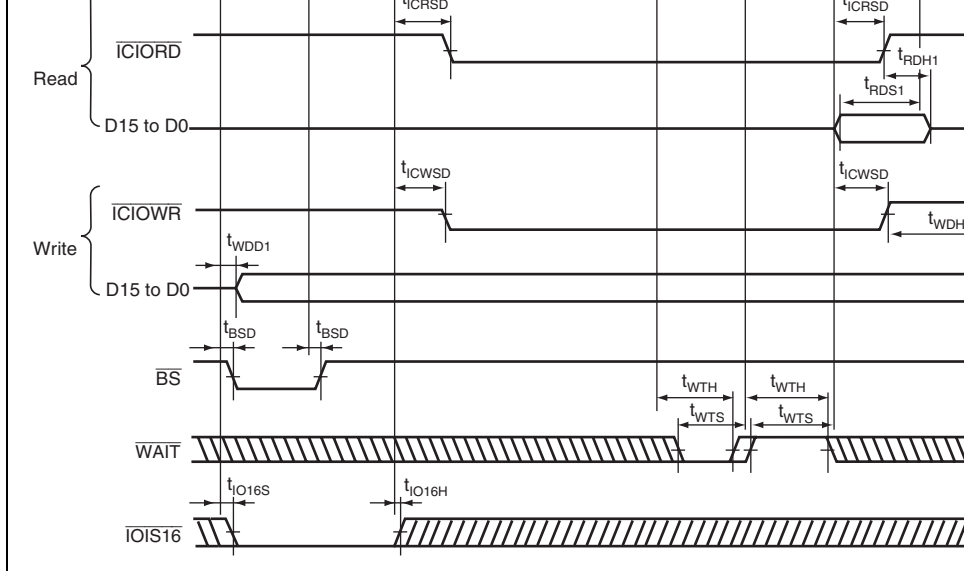 tICRSD tICRSD
ICIORD
tRDH1
Read
tRDS1
D15 to D0
tICWSD tICWSD
ICIOWR
tWDH
Write
tWDD1
D15 to D0
tBSD tBSD
BS
tWTH tWTH
tWTS tWTS
WAIT
tIO16S tIO16H
IOIS16